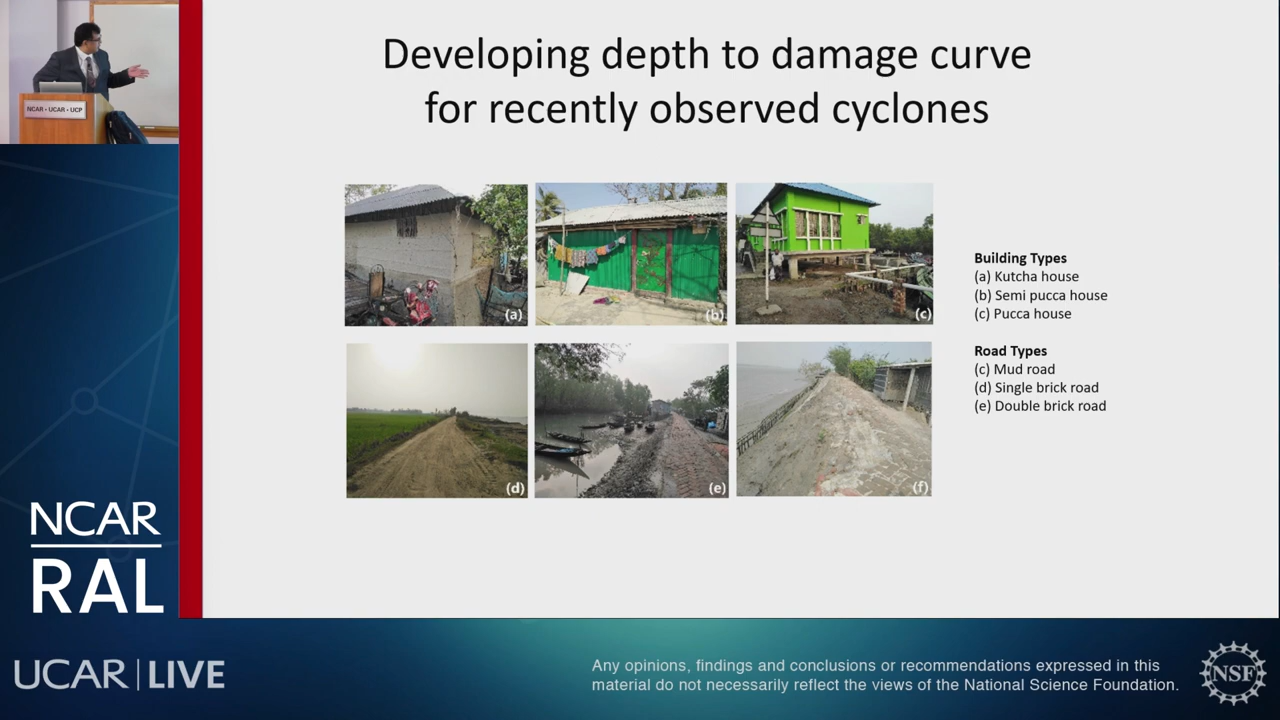 Developing depth to damage curve
for recently observed cyclones
NCAR • UCAR • UCP
(a)
(b)
(c)
Building Types
(a) Kutcha house
(b) Semi pucca house
(c) Pucca house
Road Types
(c) Mud road
(d) Single brick road
(e) Double brick road
(d)
(e)
(f)
NCAR
RAL
UCAR | LIVE
Any opinions, findings and conclusions or recommendations expressed in this
material do not necessarily reflect the views of the National Science Foundation.
NSF